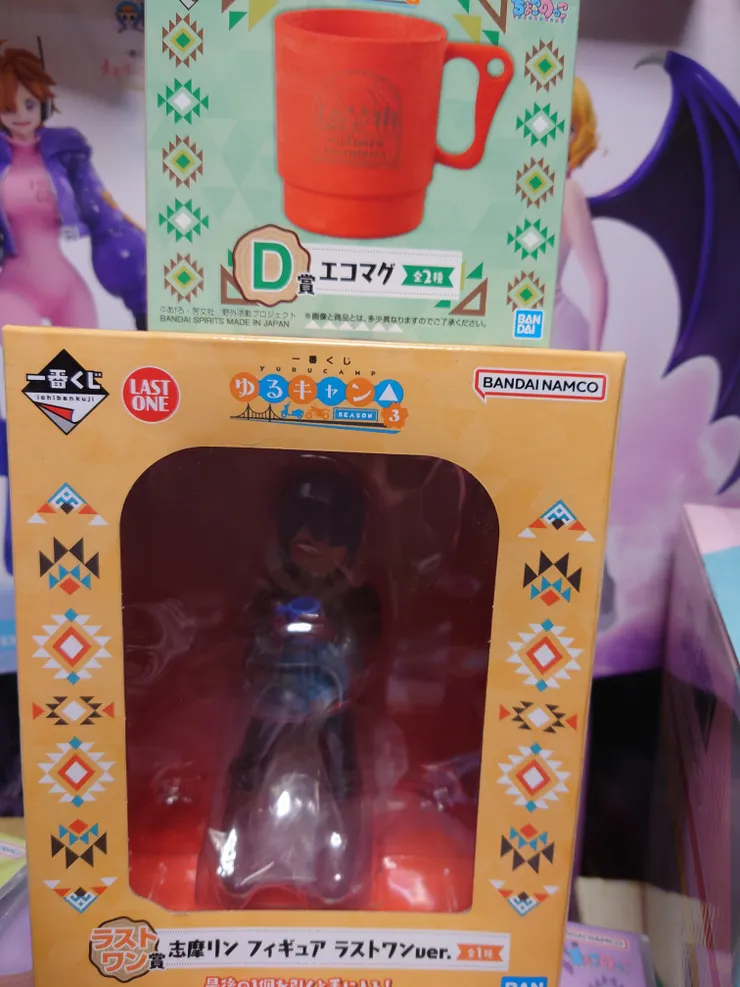 D賞 エコマグ 全2種
©あfろ・芳文社 野外活動プロジェクト
BANDAI SPIRITS MADE IN JAPAN
※画像と商品とは、多少異なりますのでご了承ください。
BAN
DAI
一番くじ
ichibankuji
LAST
ONE
一番くじ
YURUCAMP
ゆるキャン△
SEASON 3
BANDAI NAMCO
ラスト
ワン賞 志摩リン フィギュア ラストワンver. 全1種
BANDAI NAMCO